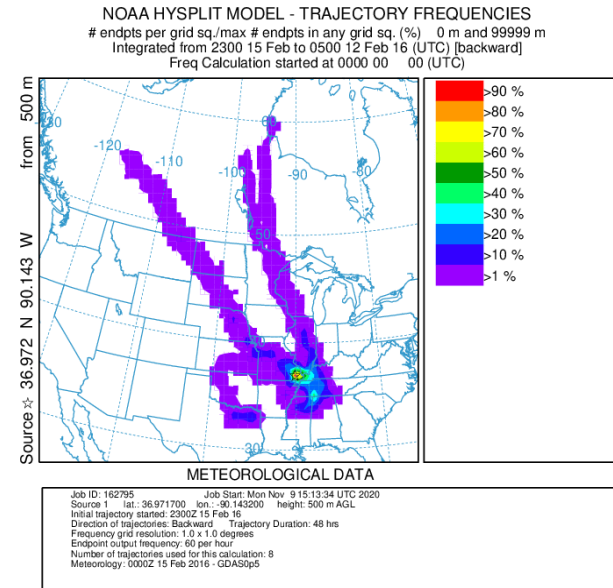 NOAA HYSPLIT MODEL - TRAJECTORY FREQUENCIES
# endpts per grid sq./max # endpts in any grid sq. (%) 0 m and 99999 m
Integrated from 2300 15 Feb to 0500 12 Feb 16 (UTC) [backward]
Freq Calculation started at 0000 00 00 (UTC)
Source ☆ 36.972 N 90.143 W from 500 m
-120
-110
-100
-90
-80
60
50
30
>90 %
>80 %
>70 %
>60 %
>50 %
>40 %
>30 %
>20 %
>10 %
>1 %
METEOROLOGICAL DATA
Job ID: 162795 Job Start: Mon Nov 9 15:13:34 UTC 2020
Source 1 lat.: 36.971700 lon.: -90.143200 height: 500 m AGL
Initial trajectory started: 2300Z 15 Feb 16
Direction of trajectories: Backward Trajectory Duration: 48 hrs
Frequency grid resolution: 1.0 x 1.0 degrees
Endpoint output frequency: 60 per hour
Number of trajectories used for this calculation: 8
Meteorology: 0000Z 15 Feb 2016 - GDAS0p5